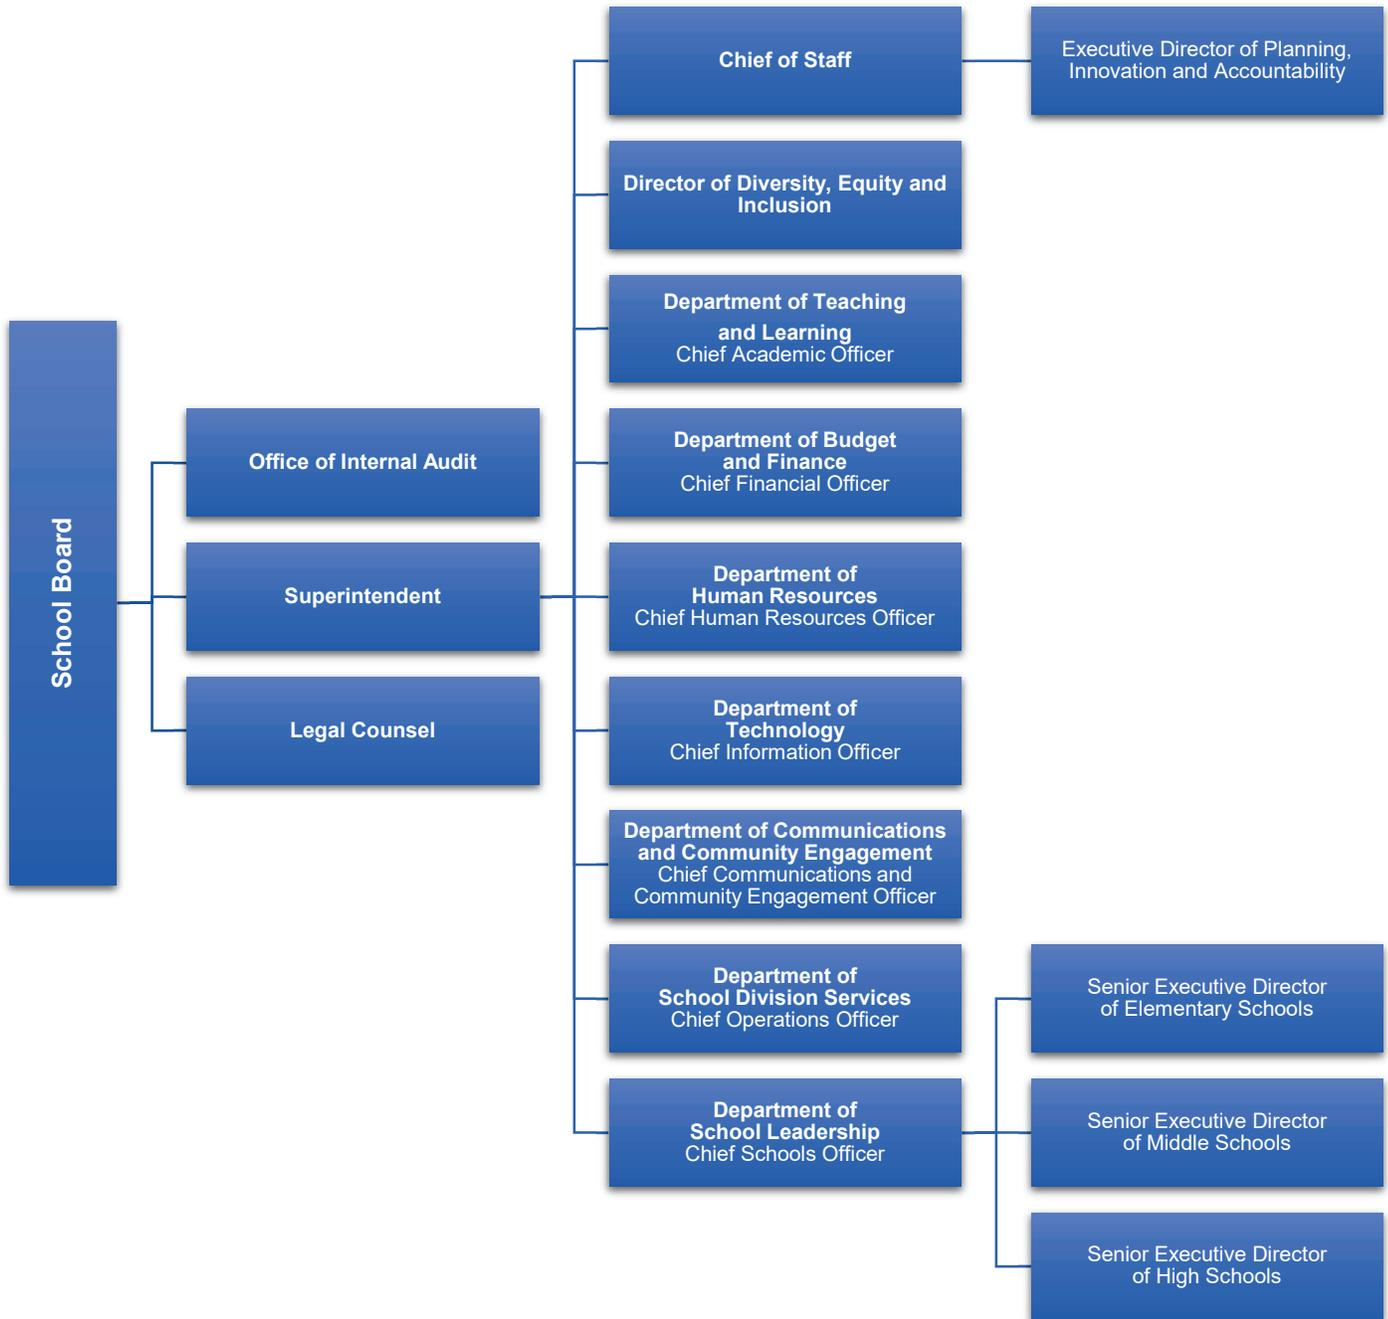 School Board
Office of Internal Audit
Superintendent
Legal Counsel
Chief of Staff
Director of Diversity, Equity and
Inclusion
Department of Teaching
and Learning
Chief Academic Officer
Department of Budget
and Finance
Chief Financial Officer
Department of
Human Resources
Chief Human Resources Officer
Department of
Technology
Chief Information Officer
Department of Communications
and Community Engagement
Chief Communications and
Community Engagement Officer
Department of
School Division Services
Chief Operations Officer
Department of
School Leadership
Chief Schools Officer
Executive Director of Planning,
Innovation and Accountability
Senior Executive Director
of Elementary Schools
Senior Executive Director
of Middle Schools
Senior Executive Director
of High Schools